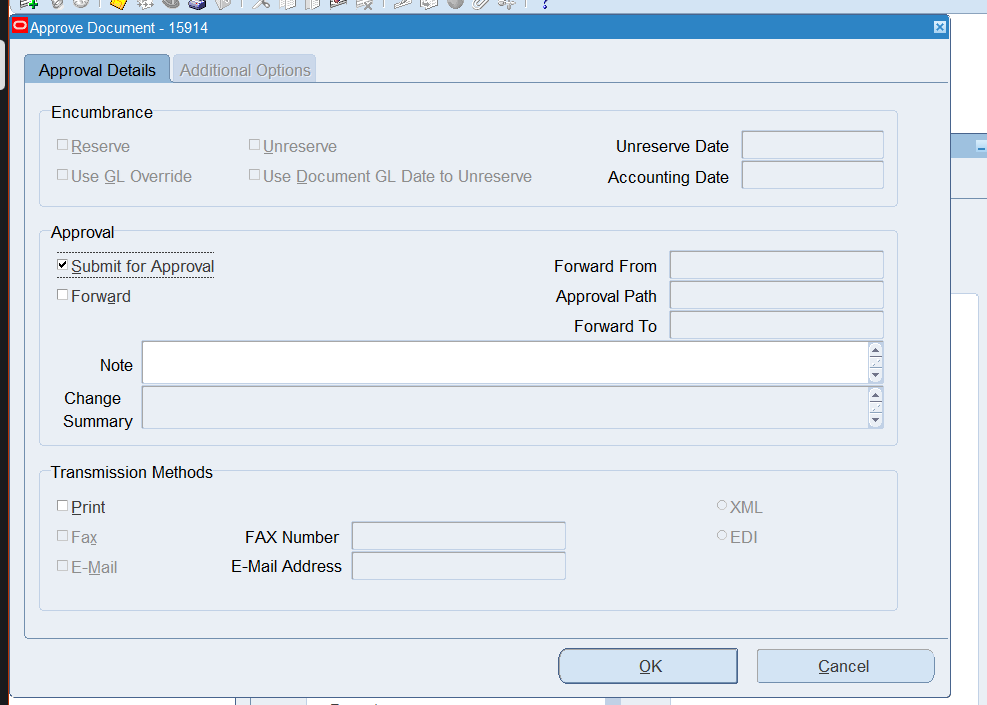 Approve Document - 15914
Approval Details Additional Options
Encumbrance
Reserve Unreserve Unreserve Date
Use GL Override Use Document GL Date to Unreserve Accounting Date
Approval
Submit for Approval Forward From
Forward Approval Path
Forward To
Note
Change
Summary
Transmission Methods
Print XML
Fax FAX Number EDI
E-Mail E-Mail Address
OK Cancel